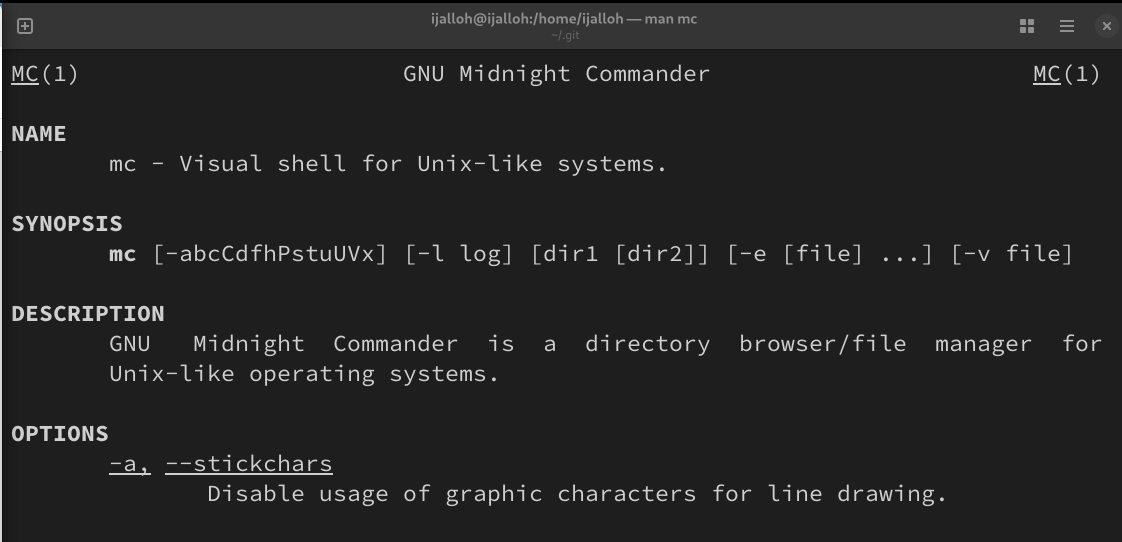 ijalloh@ijalloh:/home/ijalloh — man mc
~/.git
MC(1) GNU Midnight Commander MC(1)
NAME
mc - Visual shell for Unix-like systems.
SYNOPSIS
mc [-abcCdfhPstuUVx] [-l log] [dir1 [dir2]] [-e [file] ...] [-v file]
DESCRIPTION
GNU Midnight Commander is a directory browser/file manager for
Unix-like operating systems.
OPTIONS
-a, --stickchars
Disable usage of graphic characters for line drawing.